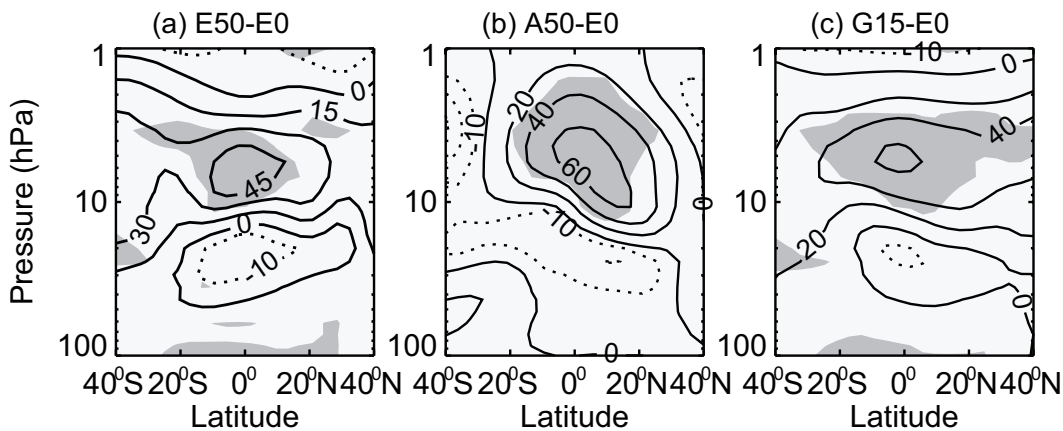 (a) E50-E0 (b) A50-E0 (c) G15-E0
Pressure (hPa)
1 10 100
0 15 45 30 0 -10
40⁰S 20⁰S 0⁰ 20⁰N 40⁰N
Latitude
1 10 100
20 40 -10 60 0 -10 0
40⁰S 20⁰S 0⁰ 20⁰N 40⁰N
Latitude
1 10 100
-10 0 40 20 0
40⁰S 20⁰S 0⁰ 20⁰N 40⁰N
Latitude